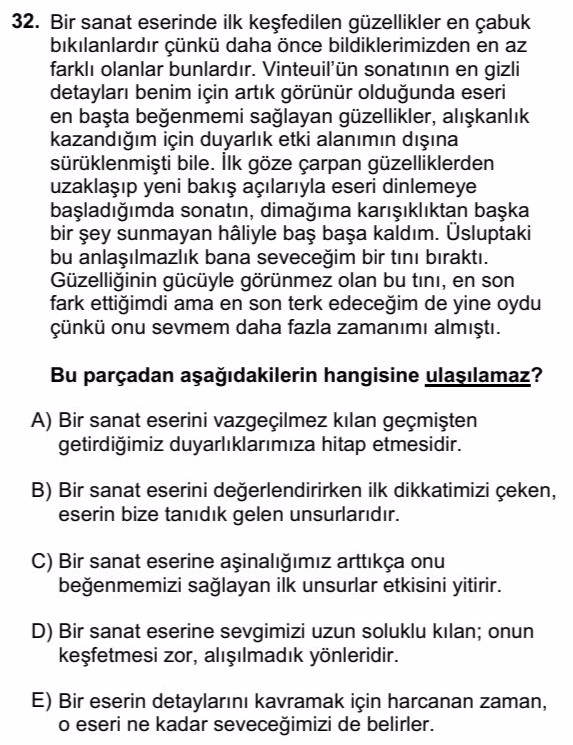 32. Bir sanat eserinde ilk keşfedilen güzellikler en çabuk
bıkılanlardır çünkü daha önce bildiklerimizden en az
farklı olanlar bunlardır. Vinteuil’ün sonatının en gizli
detayları benim için artık görünür olduğunda eseri
en başta beğenmemi sağlayan güzellikler, alışkanlık
kazandığım için duyarlık etki alanımın dışına
sürüklenmişti bile. İlk göze çarpan güzelliklerden
uzaklaşıp yeni bakış açılarıyla eseri dinlemeye
başladığımda sonatın, dimağıma karışıklıktan başka
bir şey sunmayan hâliyle baş başa kaldım. Üsluptaki
bu anlaşılmazlık bana seveceğim bir tını bıraktı.
Güzelliğinin gücüyle görünmez olan bu tını, en son
fark ettiğimdi ama en son terk edeceğim de yine oydu
çünkü onu sevmem daha fazla zamanımı almıştı.
Bu parçadan aşağıdakilerin hangisine ulaşılamaz?
A) Bir sanat eserini vazgeçilmez kılan geçmişten
getirdiğimiz duyarlıklarımıza hitap etmesidir.
B) Bir sanat eserini değerlendirirken ilk dikkatimizi çeken,
eserin bize tanıdık gelen unsurlarıdır.
C) Bir sanat eserine aşinalığımız arttıkça onu
beğenmemizi sağlayan ilk unsurlar etkisini yitirir.
D) Bir sanat eserine sevgimizi uzun soluklu kılan; onun
keşfetmesi zor, alışılmadık yönleridir.
E) Bir eserin detaylarını kavramak için harcanan zaman,
o eseri ne kadar seveceğimizi de belirler.